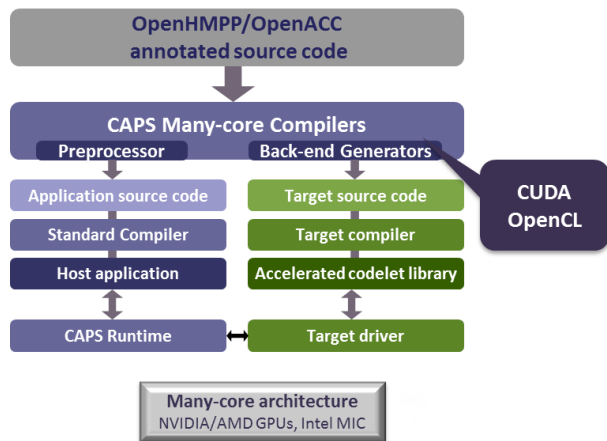 OpenHMPP/OpenACC
annotated source code
CAPS Many-core Compilers
Preprocessor
Back-end Generators
CUDA
OpenCL
Application source code
Target source code
Standard Compiler
Target compiler
Host application
Accelerated codelet library
CAPS Runtime
Target driver
Many-core architecture
NVIDIA/AMD GPUs, Intel MIC